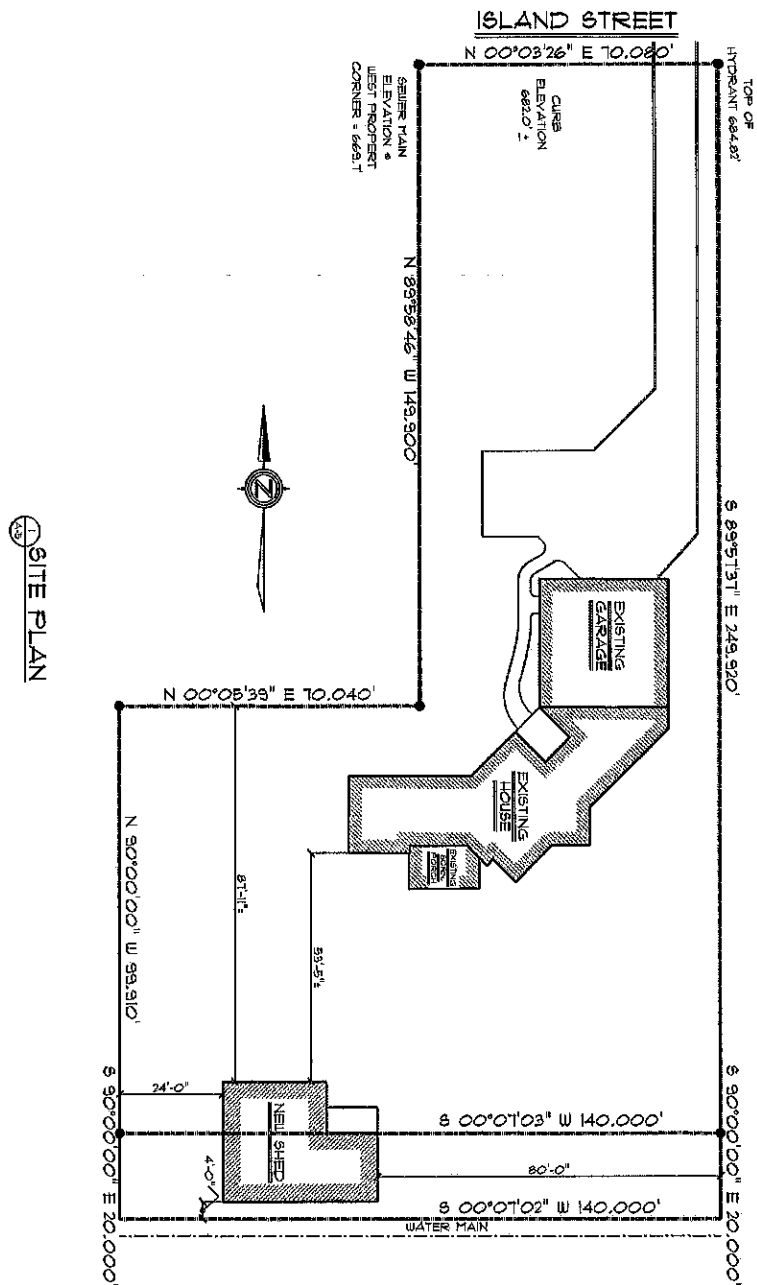 ISLAND STREET
N 00°03'26" E 70.080'
TOP OF
HYDRANT 684.82'
CURB
ELEVATION
682.0' ±
SEWER MAIN
ELEVATION @
WEST PROPERT
CORNER = 669.7
N 89°58'46" W 149.900'
S 89°57'37" E 249.920'
EXISTING
GARAGE
EXISTING
HOUSE
EXISTING
SCRN.
PORCH
N
N 00°05'39" E 70.040'
N 90°00'00" W 99.910'
87'-11"±
53'-5"±
24'-0"
NEW SHED
4'-0"
80'-0"
S 00°07'03" W 140.000'
S 00°07'02" W 140.000'
WATER MAIN
S 90°00'00" E 20.000'
S 90°00'00" E 20.000'
1
SITE PLAN